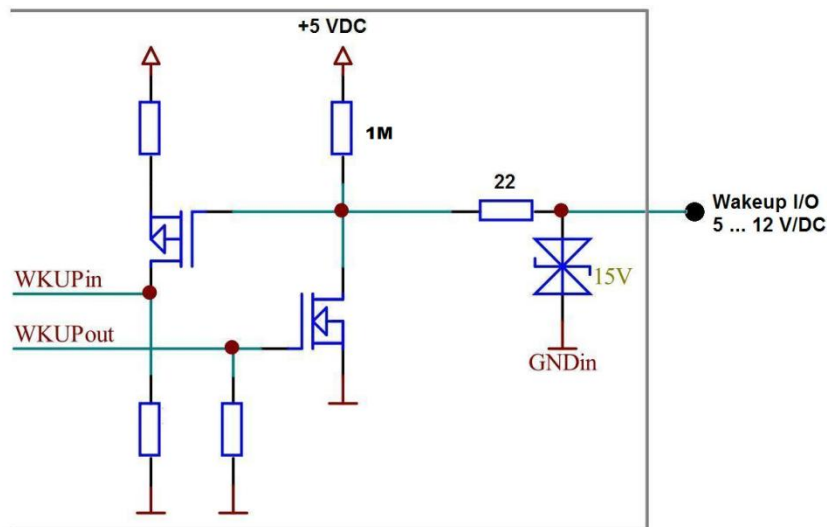 +5 VDC
1M
22
Wakeup I/O
5 ... 12 V/DC
WKUPin
15V
WKUPout
GNDin